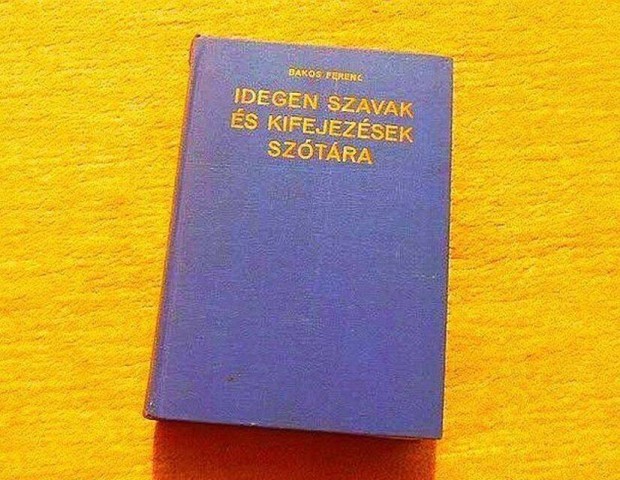 BAKOS FERENC
IDEGEN SZAVAK
ÉS KIFEJEZÉSEK
SZÓTÁRA